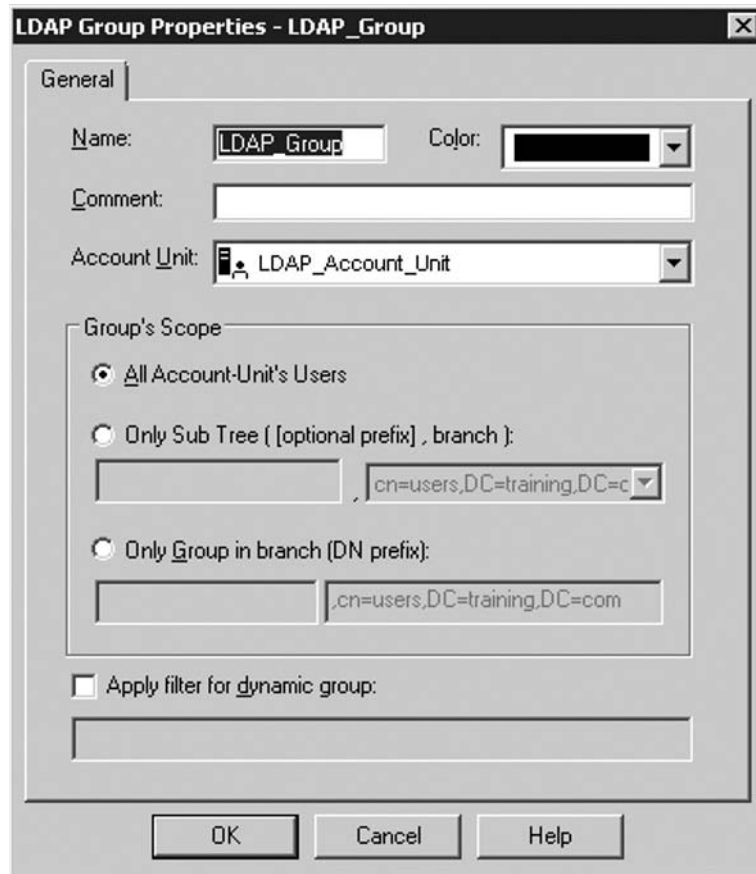 LDAP Group Properties - LDAP_Group
General
Name: LDAP_Group Color:
Comment:
Account Unit: LDAP_Account_Unit
Group's Scope
All Account-Unit's Users
Only Sub Tree ( [optional prefix] , branch ):
, cn=users,DC=training,DC=c
Only Group in branch (DN prefix):
,cn=users,DC=training,DC=com
Apply filter for dynamic group:
OK Cancel Help